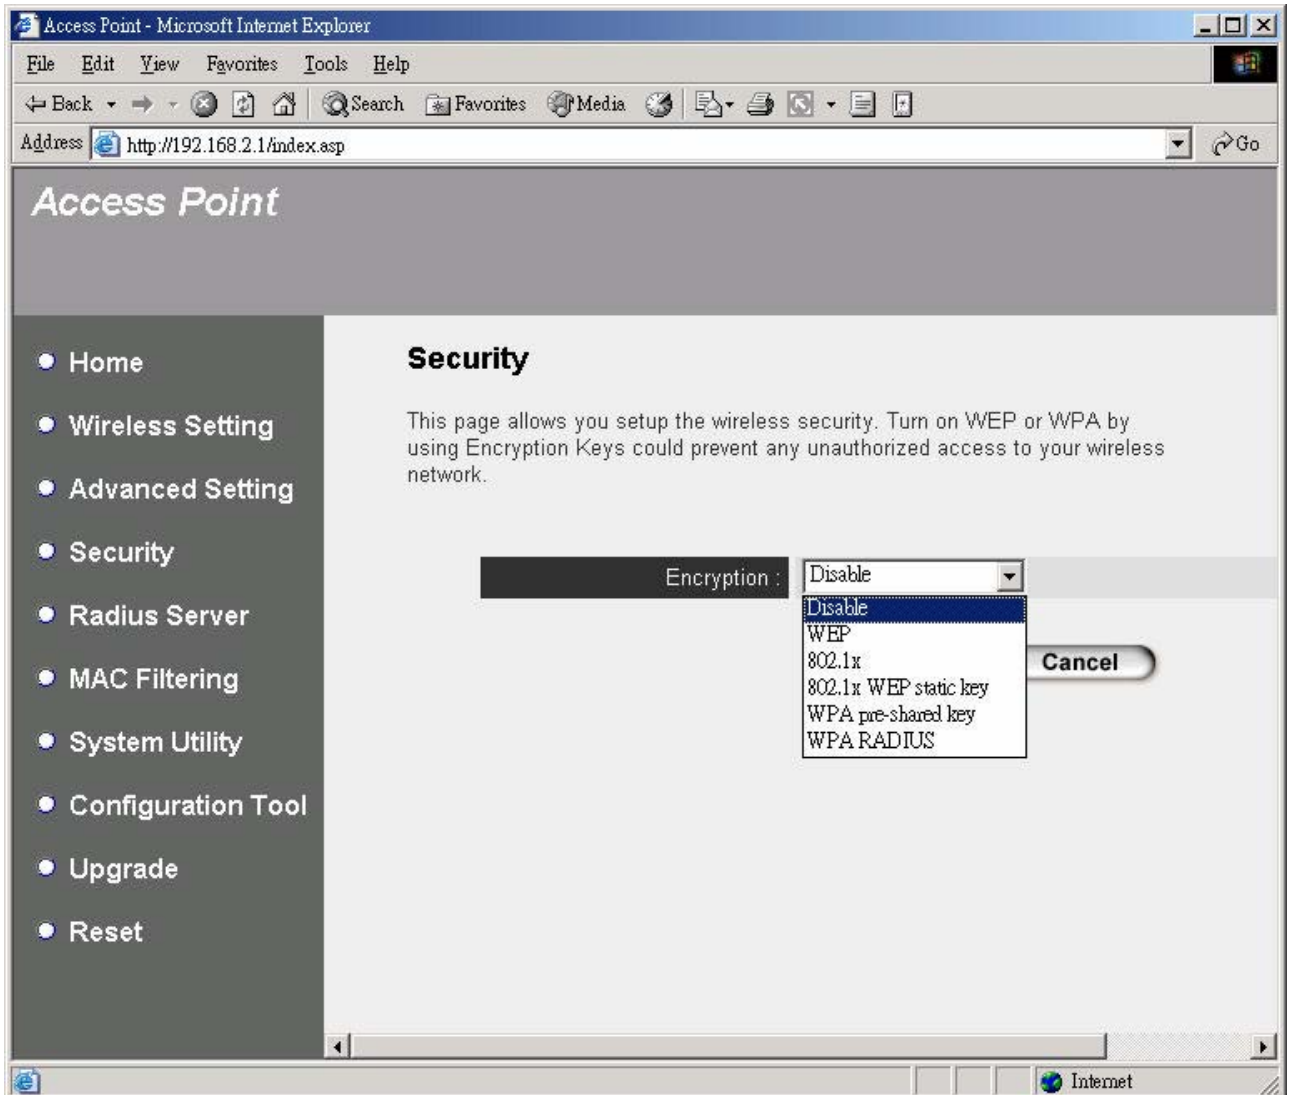 Access Point - Microsoft Internet Explorer
File Edit View Favorites Tools Help
Back Search Favorites Media
Address http://192.168.2.1/index.asp Go
Access Point
Home
Wireless Setting
Advanced Setting
Security
Radius Server
MAC Filtering
System Utility
Configuration Tool
Upgrade
Reset
Security
This page allows you setup the wireless security. Turn on WEP or WPA by
using Encryption Keys could prevent any unauthorized access to your wireless
network.
Encryption : Disable
Disable
WEP
802.1x
802.1x WEP static key
WPA pre-shared key
WPA RADIUS
Cancel
Internet